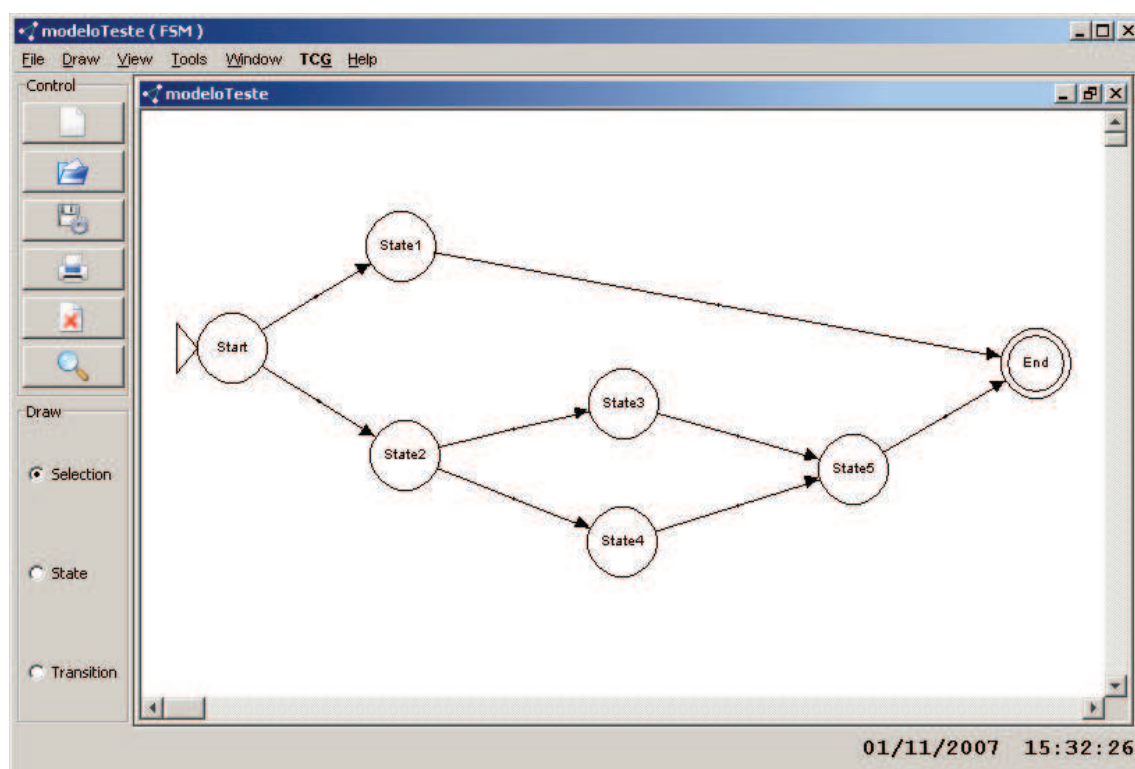 modeloTeste ( FSM )
File Draw View Tools Window TCG Help
Control
modeloTeste
State1
Start
End
State3
State2
State5
State4
Draw
Selection
State
Transition
01/11/2007 15:32:26